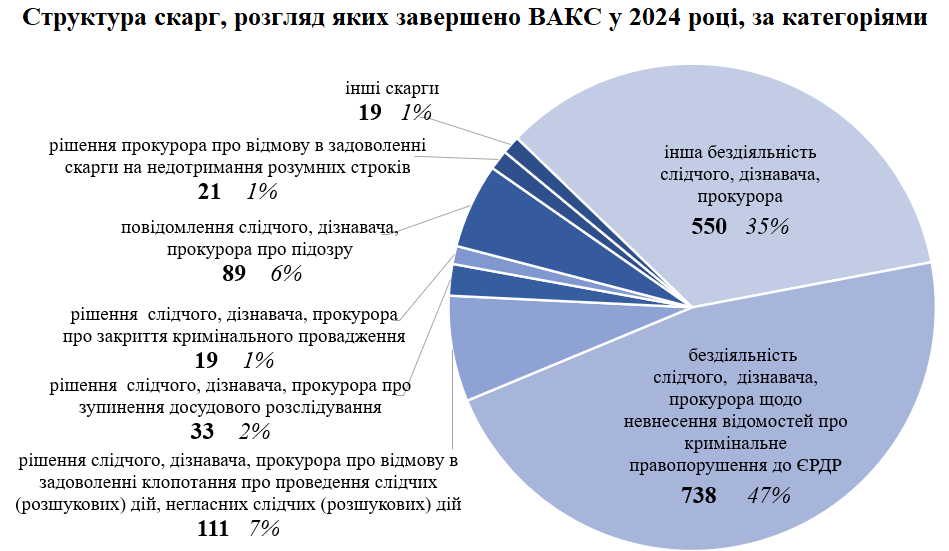 Структура скарг, розгляд яких завершено ВАКС у 2024 році, за категоріями
інші скарги
19 1%
рішення прокурора про відмову в задоволенні
скарги на недотримання розумних строків
21 1%
повідомлення слідчого, дізнавача,
прокурора про підозру
89 6%
рішення слідчого, дізнавача, прокурора
про закриття кримінального провадження
19 1%
рішення слідчого, дізнавача, прокурора про
зупинення досудового розслідування
33 2%
рішення слідчого, дізнавача, прокурора про відмову в
задоволенні клопотання про проведення слідчих
(розшукових) дій, негласних слідчих (розшукових) дій
111 7%
інша бездіяльність
слідчого, дізнавача,
прокурора
550 35%
бездіяльність
слідчого, дізнавача,
прокурора щодо
невнесення відомостей про
кримінальне
правопорушення до ЄРДР
738 47%